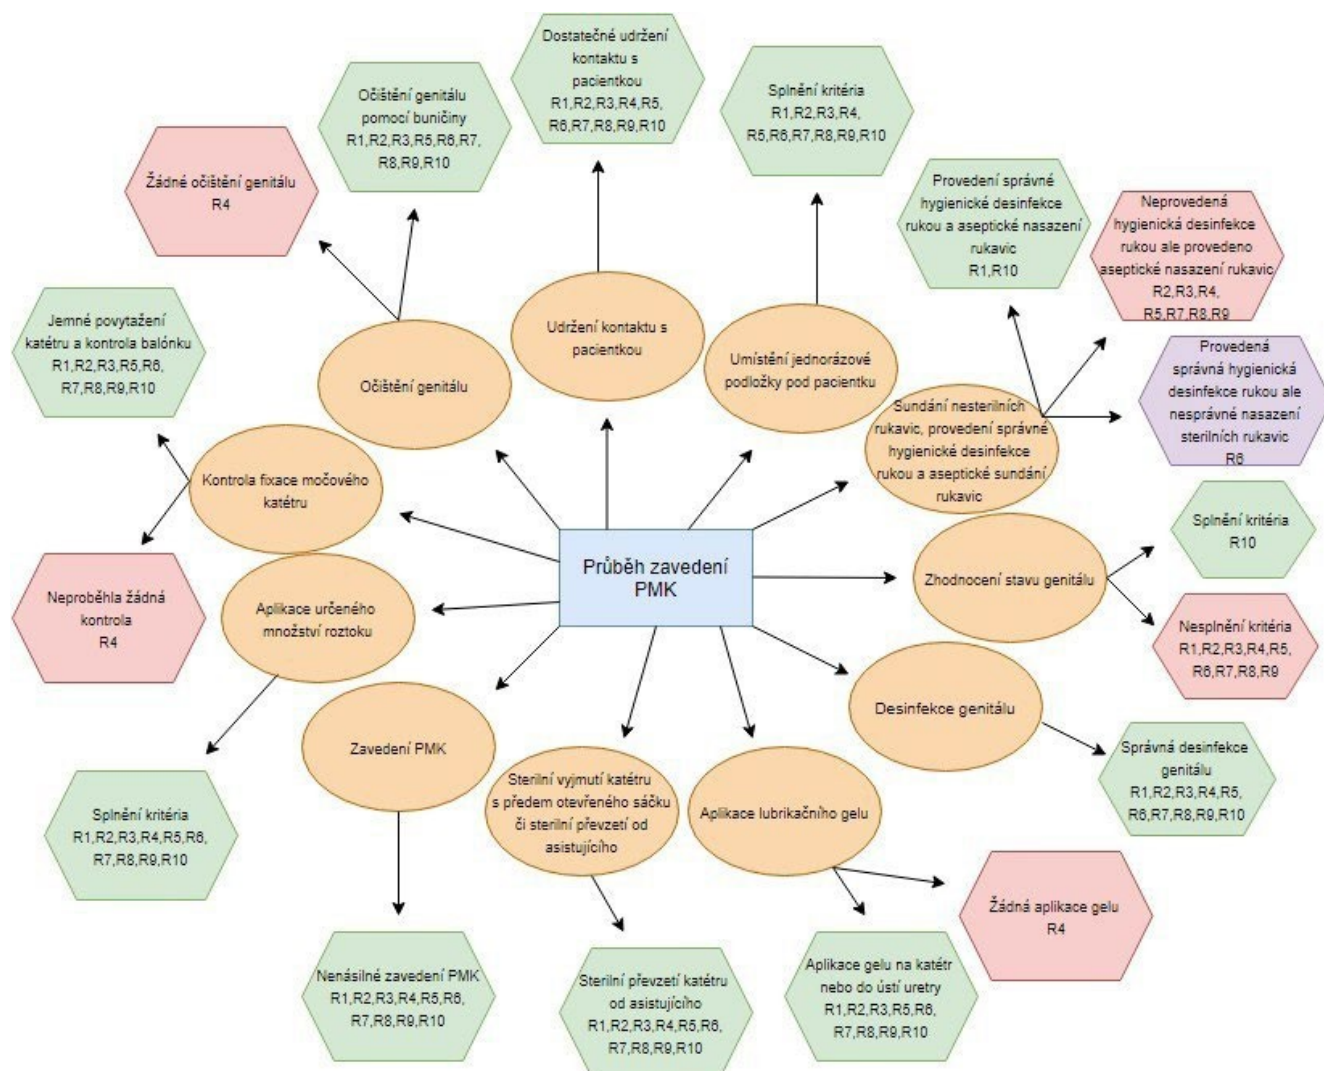 Dostatečné udržení
kontaktu s
pacientkou
R1,R2,R3,R4,R5,
R6,R7,R8,R9,R10
Splnění kritéria
R1,R2,R3,R4,
R5,R6,R7,R8,R9,R10
Očištění genitálu
pomocí buničiny
R1,R2,R3,R5,R6,R7,
R8,R9,R10
Žádné očištění genitálu
R4
Provedení správné
hygienické desinfekce
rukou a aseptické nasazení
rukavic
R1,R10
Neprovedená
hygienická desinfekce
rukou ale provedeno
aseptické nasazení rukavic
R2,R3,R4,
R5,R7,R8,R9
Provedená
správná hygienická
desinfekce rukou ale
nesprávné nasazení
sterilních rukavic
R6
Jemné povytažení
katétru a kontrola balónku
R1,R2,R3,R5,R6,
R7,R8,R9,R10
Udržení kontaktu s
pacientkou
Umístění jednorázové
podložky pod pacientku
Očištění genitálu
Sundání nesterilních
rukavic, provedení správné
hygienické desinfekce
rukou a aseptické sundání
rukavic
Kontrola fixace močového
katétru
Splnění kritéria
R10
Průběh zavedení
PMK
Zhodnocení stavu genitálu
Neproběhla žádná
kontrola
R4
Aplikace určeného
množství roztoku
Nesplnění kritéria
R1,R2,R3,R4,R5,
R6,R7,R8,R9
Desinfekce genitálu
Zavedení PMK
Sterilní vyjmutí katétru
s předem otevřeného sáčku
či sterilní převzetí od
asistujícího
Aplikace lubrikačního gelu
Správná desinfekce
genitálu
R1,R2,R3,R4,R5,
R6,R7,R8,R9,R10
Splnění kritéria
R1,R2,R3,R4,R5,R6,
R7,R8,R9,R10
Žádná aplikace gelu
R4
Nenásilné zavedení PMK
R1,R2,R3,R4,R5,R6,
R7,R8,R9,R10
Sterilní převzetí katétru
od asistujícího
R1,R2,R3,R4,R5,R6,
R7,R8,R9,R10
Aplikace gelu na katétr
nebo do ústí uretry
R1,R2,R3,R5,R6,
R7,R8,R9,R10